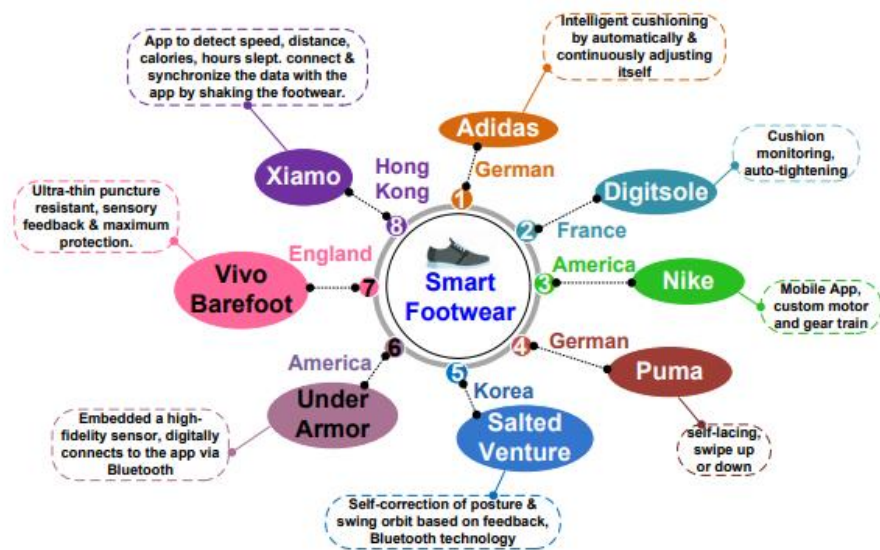 Smart
Footwear
1
German
Adidas
Intelligent cushioning
by automatically &
continuously adjusting
itself
2
France
Digitsole
Cushion
monitoring,
auto-tightening
3
America
Nike
Mobile App,
custom motor
and gear train
4
German
Puma
self-lacing,
swipe up
or down
5
Korea
Salted
Venture
Self-correction of posture &
swing orbit based on feedback,
Bluetooth technology
6
America
Under
Armor
Embedded a high-
fidelity sensor, digitally
connects to the app via
Bluetooth
7
England
Vivo
Barefoot
Ultra-thin puncture
resistant, sensory
feedback & maximum
protection.
8
Hong
Kong
Xiamo
App to detect speed, distance,
calories, hours slept. connect &
synchronize the data with the
app by shaking the footwear.